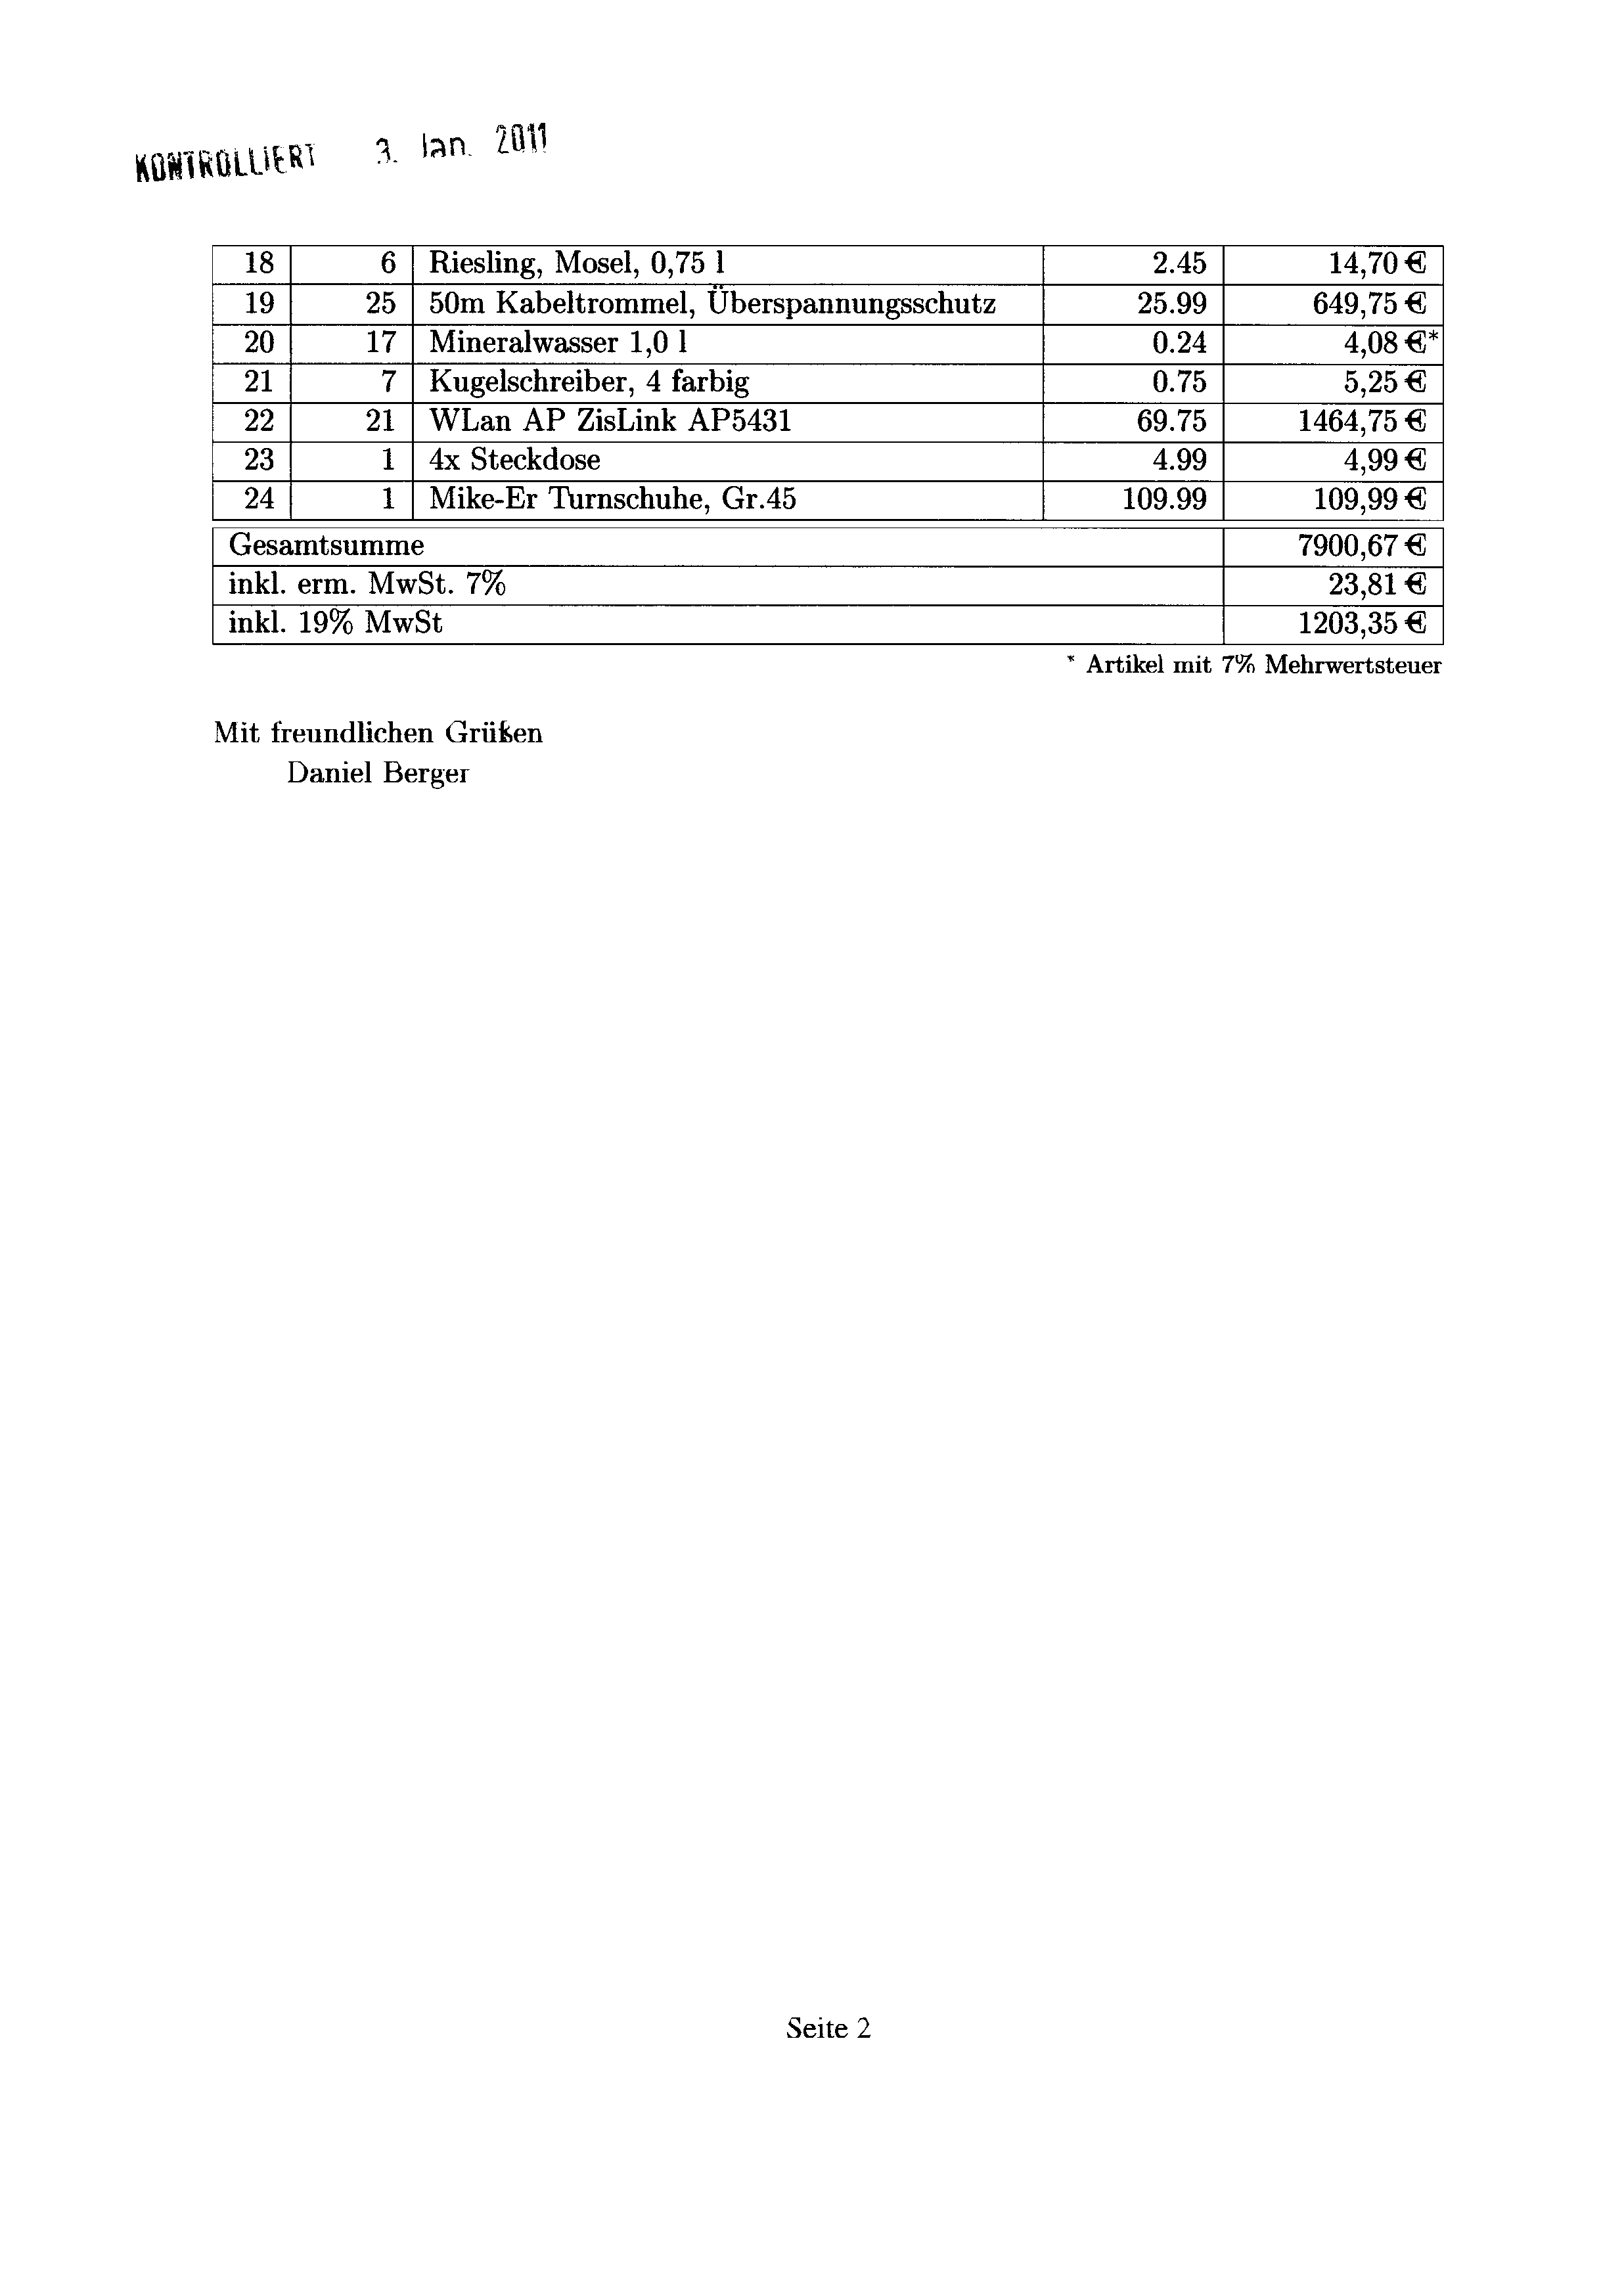 KONTROLLIERT 3. Jan. 2011
18 6 Riesling, Mosel, 0,75 l 2.45 14,70 €
19 25 50m Kabeltrommel, Überspannungsschutz 25.99 649,75 €
20 17 Mineralwasser 1,0 l 0.24 4,08 €*
21 7 Kugelschreiber, 4 farbig 0.75 5,25 €
22 21 WLan AP ZisLink AP5431 69.75 1464,75 €
23 1 4x Steckdose 4.99 4,99 €
24 1 Mike-Er Turnschuhe, Gr.45 109.99 109,99 €
Gesamtsumme 7900,67 €
inkl. erm. MwSt. 7% 23,81 €
inkl. 19% MwSt 1203,35 €
* Artikel mit 7% Mehrwertsteuer
Mit freundlichen Grüßen
Daniel Berger
Seite 2